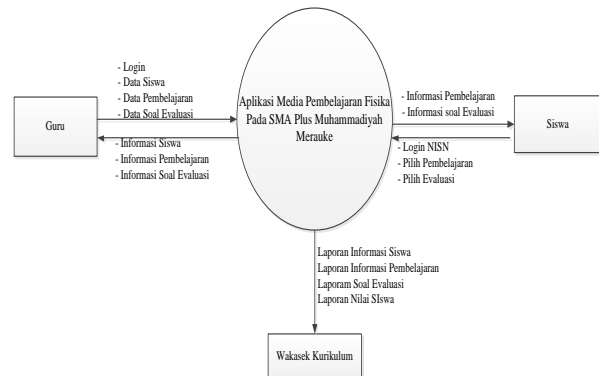 - Login
- Data Siswa
- Data Pembelajaran
- Data Soal Evaluasi
Guru
- Informasi Siswa
- Informasi Pembelajaran
- Informasi Soal Evaluasi
Aplikasi Media Pembelajaran Fisika
Pada SMA Plus Muhammadiyah
Merauke
- Informasi Pembelajaran
- Informasi soal Evaluasi
Siswa
- Login NISN
- Pilih Pembelajaran
- Pilih Evaluasi
Laporan Informasi Siswa
Laporan Informasi Pembelajaran
Laporam Soal Evaluasi
Laporan Nilai SIswa
Wakasek Kurikulum